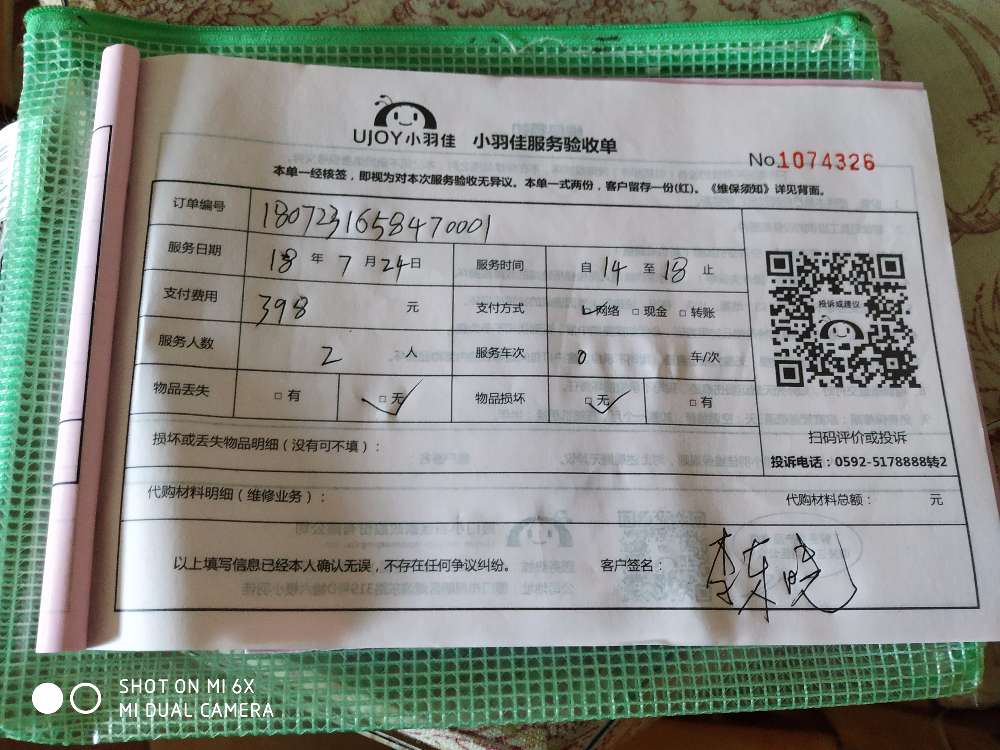 UJOY小羽佳 小羽佳服务验收单
No 1074326
本单一经核签，即视为对本次服务验收无异议。本单一式两份，客户留存一份(红)。《维保须知》详见背面。
订单编号 1807231658470001
服务日期 18 年 7 月 24 日 服务时间 自 14 至 18 止
支付费用 398 元 支付方式 □网络 □现金 □转账
服务人数 2 人 服务车次 0 车/次
物品丢失 □有 □无 物品损坏 □无 □有
投诉或建议
扫码评价或投诉
投诉电话：0592-5178888转2
损坏或丢失物品明细（没有可不填）：
代购材料明细（维修业务）： 代购材料总额： 元
以上填写信息已经本人确认无误，不存在任何争议纠纷。 客户签名： 李东晓
SHOT ON MI 6X
MI DUAL CAMERA